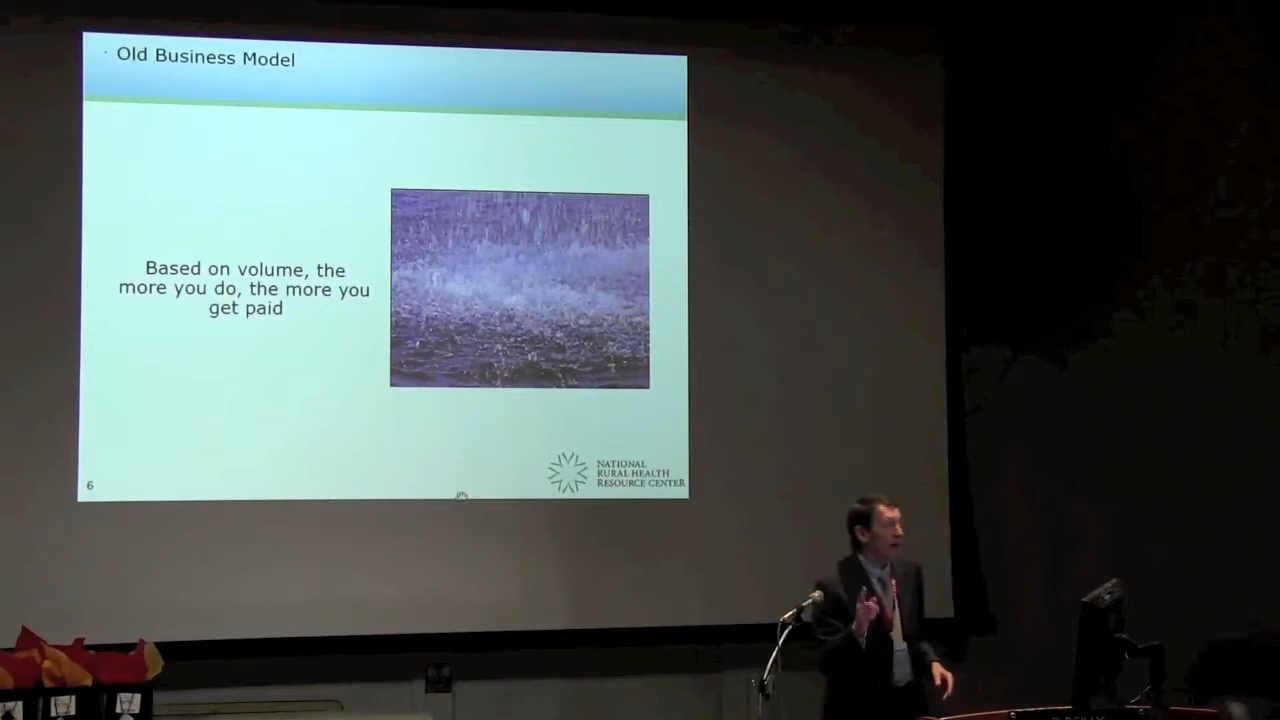 · Old Business Model
Based on volume, the
more you do, the more you
get paid
NATIONAL
RURAL HEALTH
RESOURCE CENTER
6